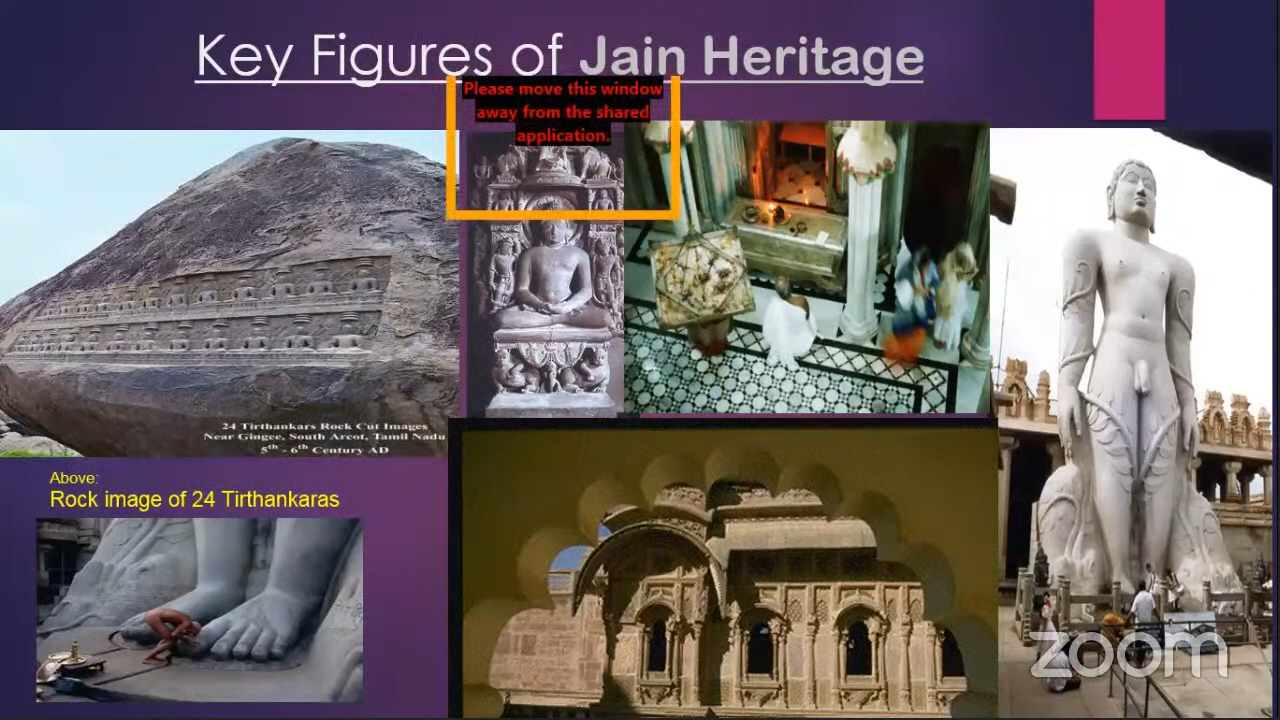 Key Figures of Jain Heritage
Please move this window
away from the shared
application.
24 Tirthankars Rock Cut Images
Near Gingee, South Arcot, Tamil Nadu
5th - 6th Century AD
Above:
Rock image of 24 Tirthankaras
zoom